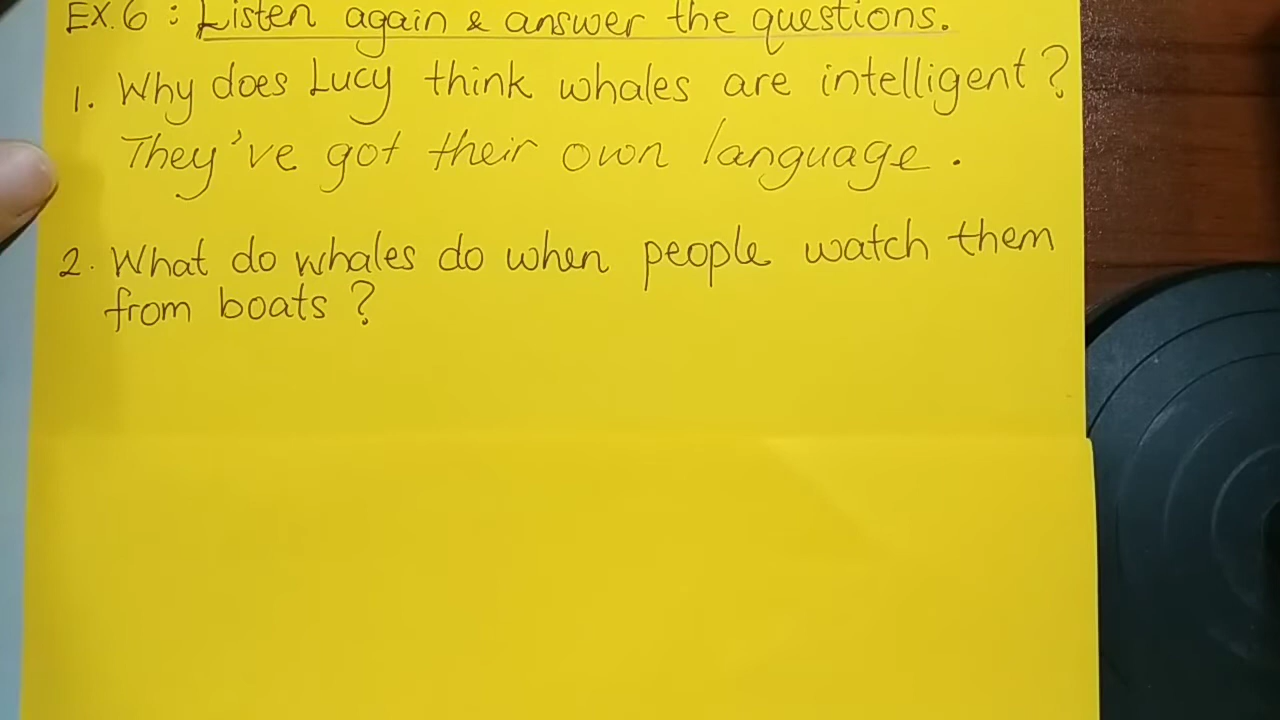 EX.6 : Listen again & answer the questions.
1. Why does Lucy think whales are intelligent?
They've got their own language.
2. What do whales do when people watch them
from boats ?